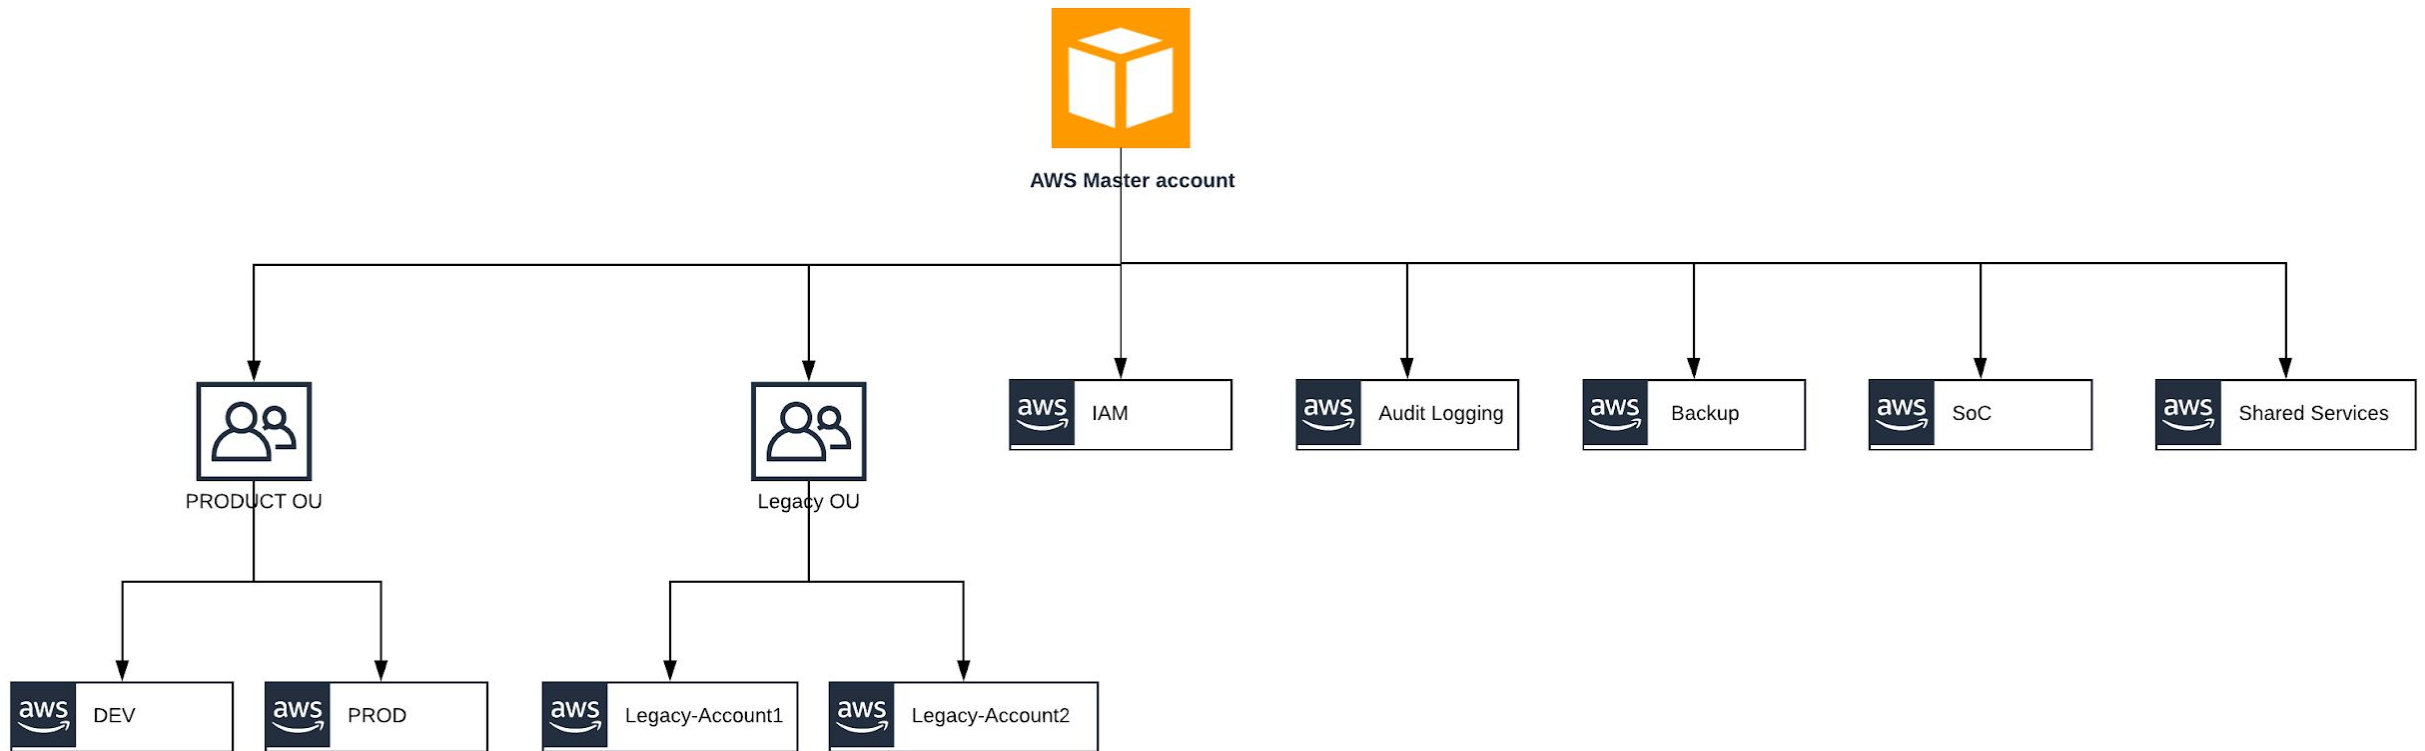 AWS Master account
aws IAM
aws Audit Logging
aws Backup
aws SoC
aws Shared Services
PRODUCT OU
Legacy OU
aws DEV
aws PROD
aws Legacy-Account1
aws Legacy-Account2